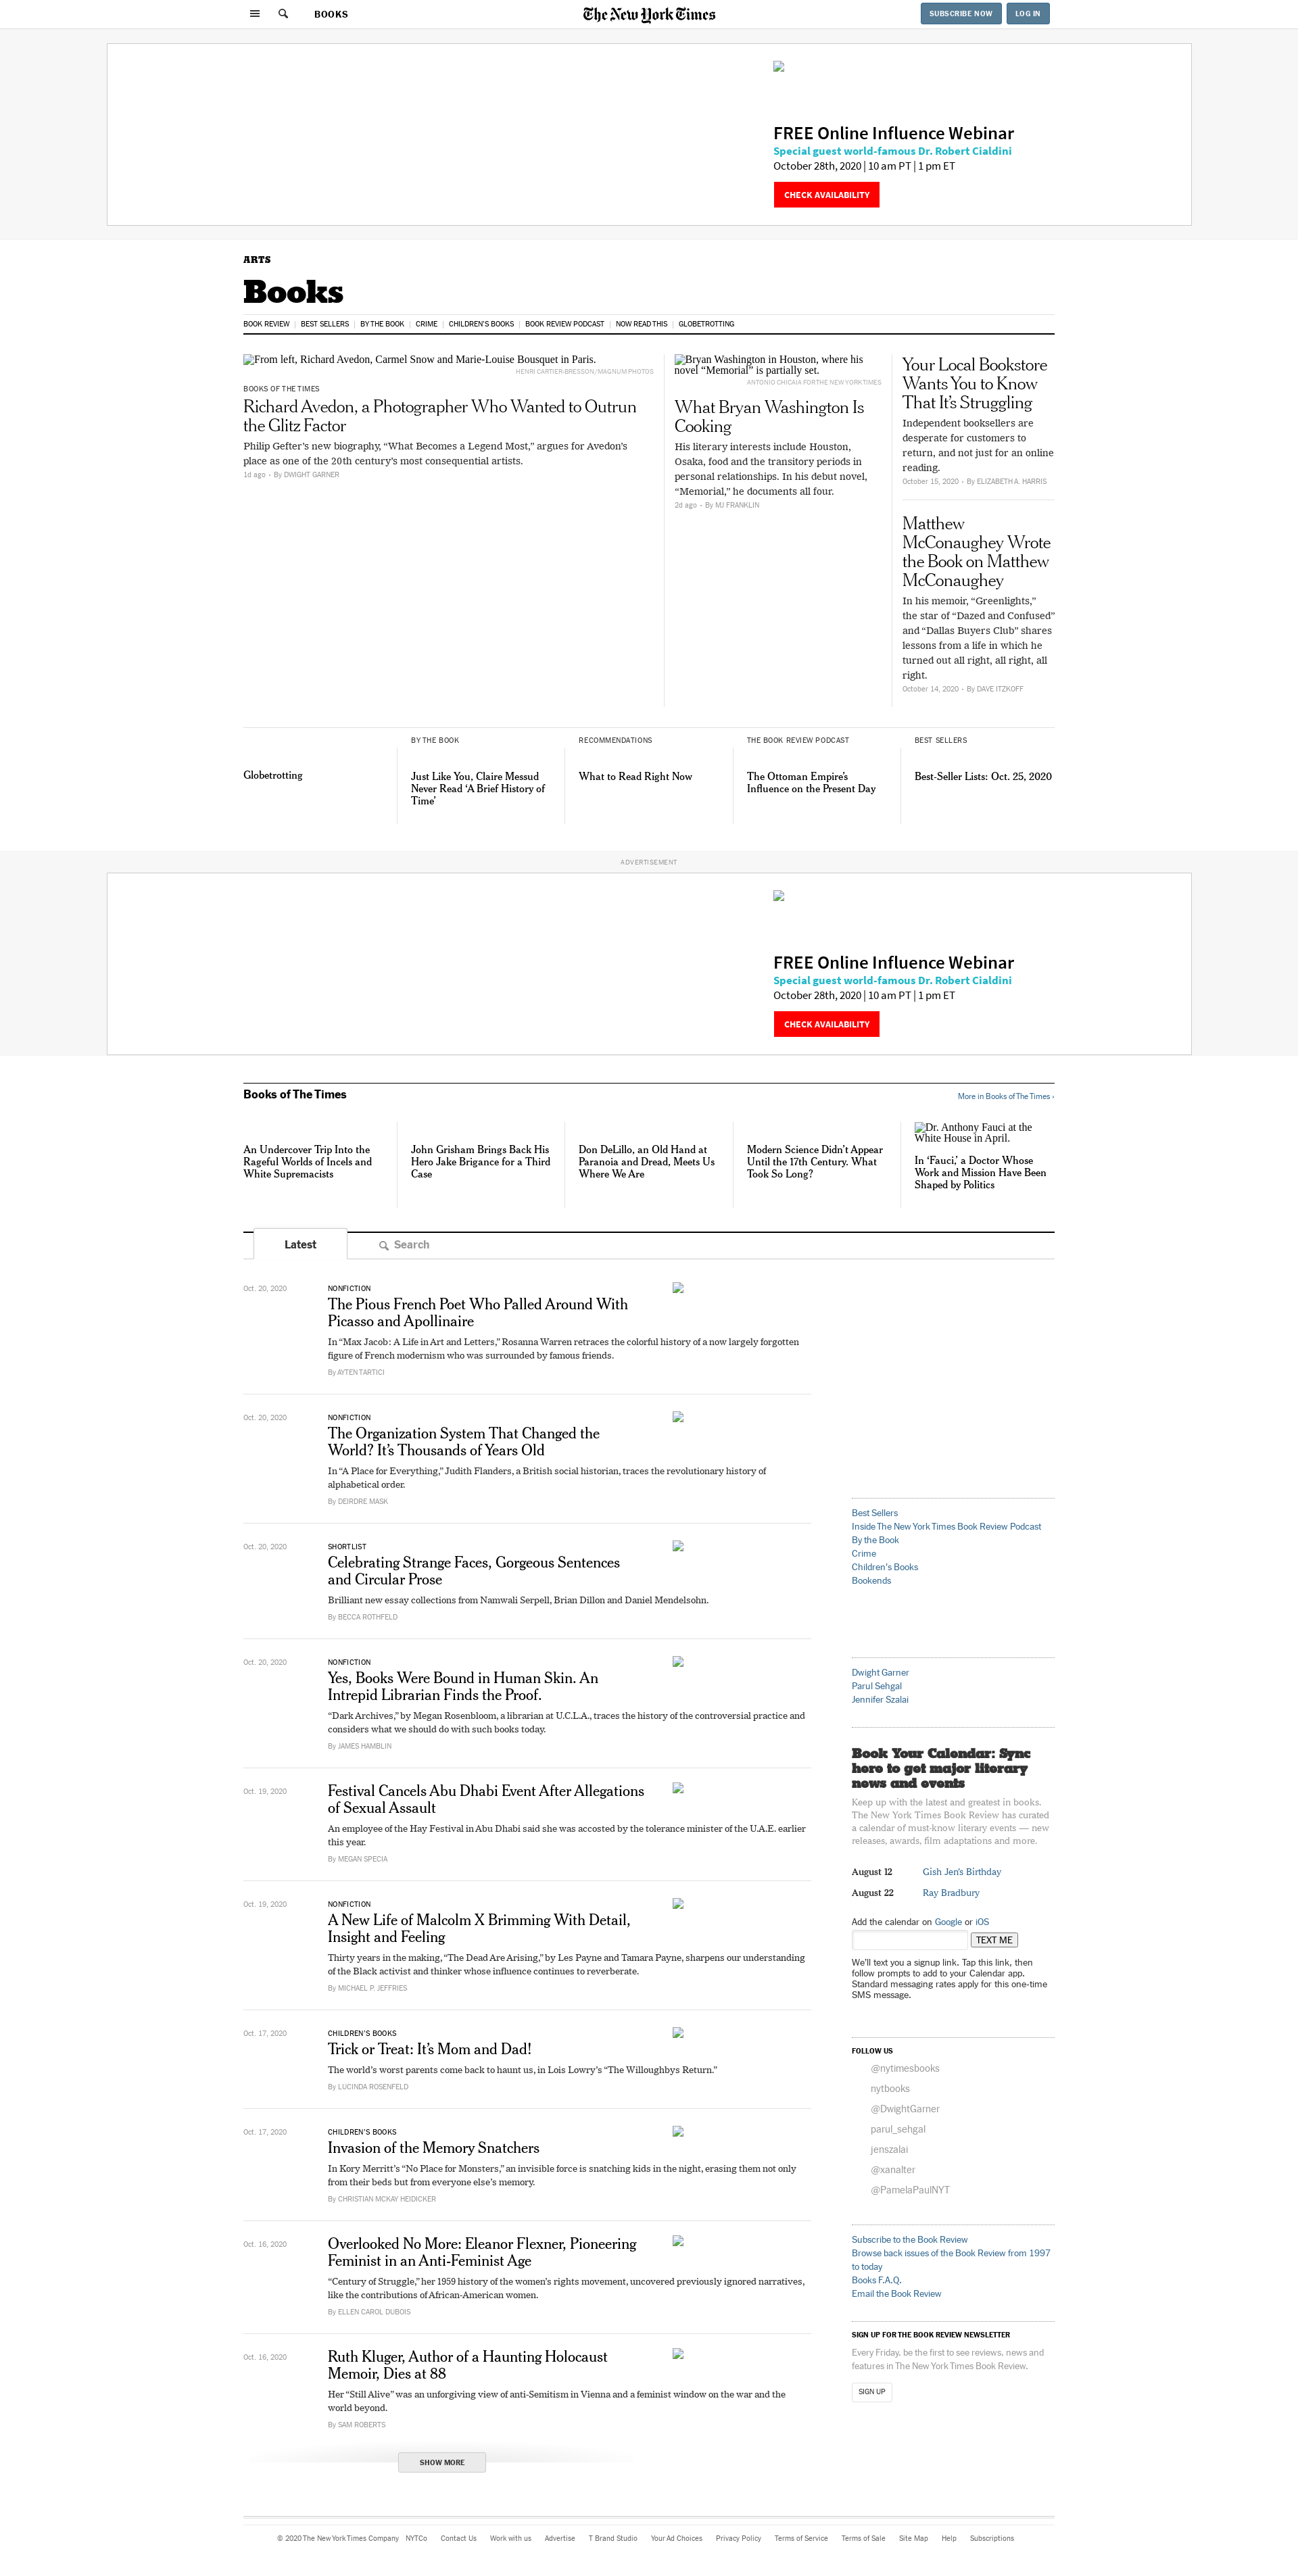 BOOKS
The New York Times
SUBSCRIBE NOW
LOG IN
FREE Online Influence Webinar
Special guest world-famous Dr. Robert Cialdini
October 28th, 2020 | 10 am PT | 1 pm ET
CHECK AVAILABILITY
ARTS
Books
BOOK REVIEW | BEST SELLERS | BY THE BOOK | CRIME | CHILDREN'S BOOKS | BOOK REVIEW PODCAST | NOW READ THIS | GLOBETROTTING
From left, Richard Avedon, Carmel Snow and Marie-Louise Bousquet in Paris.
HENRI CARTIER-BRESSON/MAGNUM PHOTOS
BOOKS OF THE TIMES
Richard Avedon, a Photographer Who Wanted to Outrun
the Glitz Factor
Philip Gefter's new biography, “What Becomes a Legend Most,” argues for Avedon's
place as one of the 20th century's most consequential artists.
1d ago • By DWIGHT GARNER
Bryan Washington in Houston, where his
novel “Memorial” is partially set.
ANTONIO CHICAIA FOR THE NEW YORK TIMES
What Bryan Washington Is
Cooking
His literary interests include Houston,
Osaka, food and the transitory periods in
personal relationships. In his debut novel,
“Memorial,” he documents all four.
2d ago • By MJ FRANKLIN
Your Local Bookstore
Wants You to Know
That It’s Struggling
Independent booksellers are
desperate for customers to
return, and not just for an online
reading.
October 15, 2020 • By ELIZABETH A. HARRIS
Matthew
McConaughey Wrote
the Book on Matthew
McConaughey
In his memoir, “Greenlights,”
the star of “Dazed and Confused”
and “Dallas Buyers Club” shares
lessons from a life in which he
turned out all right, all right, all
right.
October 14, 2020 • By DAVE ITZKOFF
Globetrotting
BY THE BOOK
Just Like You, Claire Messud
Never Read ‘A Brief History of
Time’
RECOMMENDATIONS
What to Read Right Now
THE BOOK REVIEW PODCAST
The Ottoman Empire’s
Influence on the Present Day
BEST SELLERS
Best-Seller Lists: Oct. 25, 2020
ADVERTISEMENT
FREE Online Influence Webinar
Special guest world-famous Dr. Robert Cialdini
October 28th, 2020 | 10 am PT | 1 pm ET
CHECK AVAILABILITY
Books of The Times
More in Books of The Times ›
An Undercover Trip Into the
Rageful Worlds of Incels and
White Supremacists
John Grisham Brings Back His
Hero Jake Brigance for a Third
Case
Don DeLillo, an Old Hand at
Paranoia and Dread, Meets Us
Where We Are
Modern Science Didn’t Appear
Until the 17th Century. What
Took So Long?
Dr. Anthony Fauci at the
White House in April.
In ‘Fauci,’ a Doctor Whose
Work and Mission Have Been
Shaped by Politics
Latest
Search
Oct. 20, 2020
NONFICTION
The Pious French Poet Who Palled Around With
Picasso and Apollinaire
In “Max Jacob: A Life in Art and Letters,” Rosanna Warren retraces the colorful history of a now largely forgotten
figure of French modernism who was surrounded by famous friends.
By AYTEN TARTICI
Oct. 20, 2020
NONFICTION
The Organization System That Changed the
World? It’s Thousands of Years Old
In “A Place for Everything,” Judith Flanders, a British social historian, traces the revolutionary history of
alphabetical order.
By DEIRDRE MASK
Oct. 20, 2020
SHORTLIST
Celebrating Strange Faces, Gorgeous Sentences
and Circular Prose
Brilliant new essay collections from Namwali Serpell, Brian Dillon and Daniel Mendelsohn.
By BECCA ROTHFELD
Oct. 20, 2020
NONFICTION
Yes, Books Were Bound in Human Skin. An
Intrepid Librarian Finds the Proof.
“Dark Archives,” by Megan Rosenbloom, a librarian at U.C.L.A., traces the history of the controversial practice and
considers what we should do with such books today.
By JAMES HAMBLIN
Oct. 19, 2020
Festival Cancels Abu Dhabi Event After Allegations
of Sexual Assault
An employee of the Hay Festival in Abu Dhabi said she was accosted by the tolerance minister of the U.A.E. earlier
this year.
By MEGAN SPECIA
Oct. 19, 2020
NONFICTION
A New Life of Malcolm X Brimming With Detail,
Insight and Feeling
Thirty years in the making, “The Dead Are Arising,” by Les Payne and Tamara Payne, sharpens our understanding
of the Black activist and thinker whose influence continues to reverberate.
By MICHAEL P. JEFFRIES
Oct. 17, 2020
CHILDREN’S BOOKS
Trick or Treat: It’s Mom and Dad!
The world’s worst parents come back to haunt us, in Lois Lowry’s “The Willoughbys Return.”
By LUCINDA ROSENFELD
Oct. 17, 2020
CHILDREN’S BOOKS
Invasion of the Memory Snatchers
In Kory Merritt’s “No Place for Monsters,” an invisible force is snatching kids in the night, erasing them not only
from their beds but from everyone else’s memory.
By CHRISTIAN MCKAY HEIDICKER
Oct. 16, 2020
Overlooked No More: Eleanor Flexner, Pioneering
Feminist in an Anti-Feminist Age
“Century of Struggle,” her 1959 history of the women’s rights movement, uncovered previously ignored narratives,
like the contributions of African-American women.
By ELLEN CAROL DUBOIS
Oct. 16, 2020
Ruth Kluger, Author of a Haunting Holocaust
Memoir, Dies at 88
Her “Still Alive” was an unforgiving view of anti-Semitism in Vienna and a feminist window on the war and the
world beyond.
By SAM ROBERTS
SHOW MORE
Best Sellers
Inside The New York Times Book Review Podcast
By the Book
Crime
Children's Books
Bookends
Dwight Garner
Parul Sehgal
Jennifer Szalai
Book Your Calendar: Sync
here to get major literary
news and events
Keep up with the latest and greatest in books.
The New York Times Book Review has curated
a calendar of must-know literary events — new
releases, awards, film adaptations and more.
August 12 Gish Jen’s Birthday
August 22 Ray Bradbury
Add the calendar on Google or iOS
TEXT ME
We’ll text you a signup link. Tap this link, then
follow prompts to add to your Calendar app.
Standard messaging rates apply for this one-time
SMS message.
FOLLOW US
@nytimesbooks
nytbooks
@DwightGarner
parul_sehgal
jenszalai
@xanalter
@PamelaPaulNYT
Subscribe to the Book Review
Browse back issues of the Book Review from 1997
to today
Books F.A.Q.
Email the Book Review
SIGN UP FOR THE BOOK REVIEW NEWSLETTER
Every Friday, be the first to see reviews, news and
features in The New York Times Book Review.
SIGN UP
© 2020 The New York Times Company NYTCo Contact Us Work with us Advertise T Brand Studio Your Ad Choices Privacy Policy Terms of Service Terms of Sale Site Map Help Subscriptions